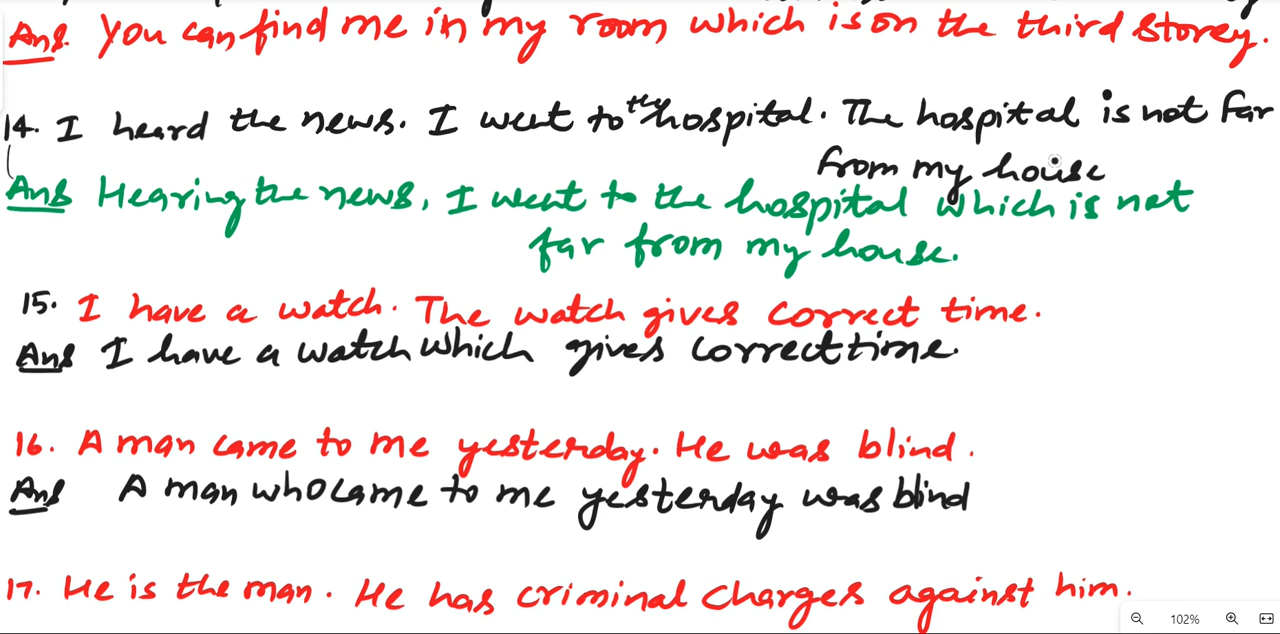 Ans. You can find me in my room which is on the third storey.
14. I heard the news. I went to the hospital. The hospital is not far
from my house
Ans Hearing the news, I went to the hospital which is not
far from my house.
15. I have a watch. The watch gives correct time.
Ans I have a watch which gives correct time.
16. A man came to me yesterday. He was blind.
Ans A man who came to me yesterday was blind
17. He is the man. He has criminal charges against him.
102%